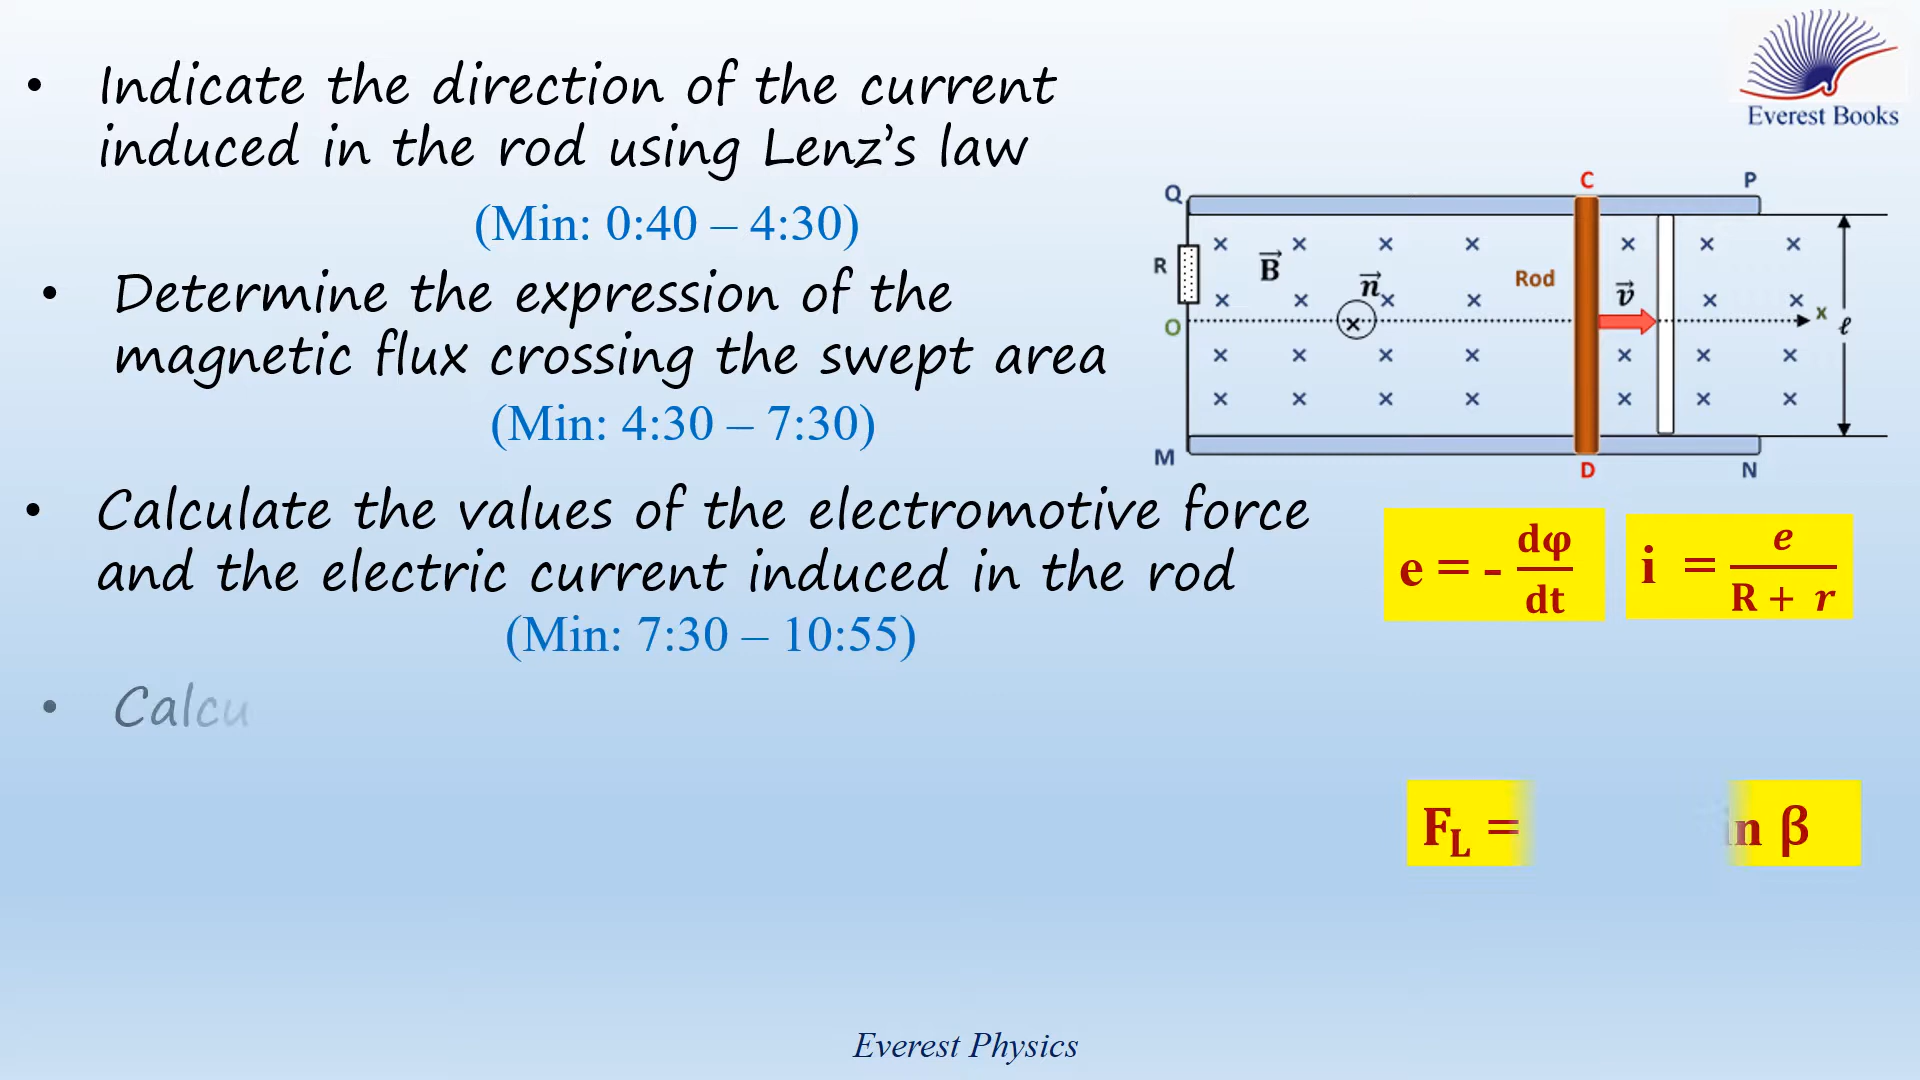 • Indicate the direction of the current
induced in the rod using Lenz's law
(Min: 0:40 – 4:30)
• Determine the expression of the
magnetic flux crossing the swept area
(Min: 4:30 – 7:30)
• Calculate the values of the electromotive force
and the electric current induced in the rod
(Min: 7:30 – 10:55)
• Calcu
Everest Books
Q C P
R B⃗ n⃗ Rod v⃗
O x ℓ
M D N
e = - dφ/dt
i = e/(R + r)
F_L = in β
Everest Physics